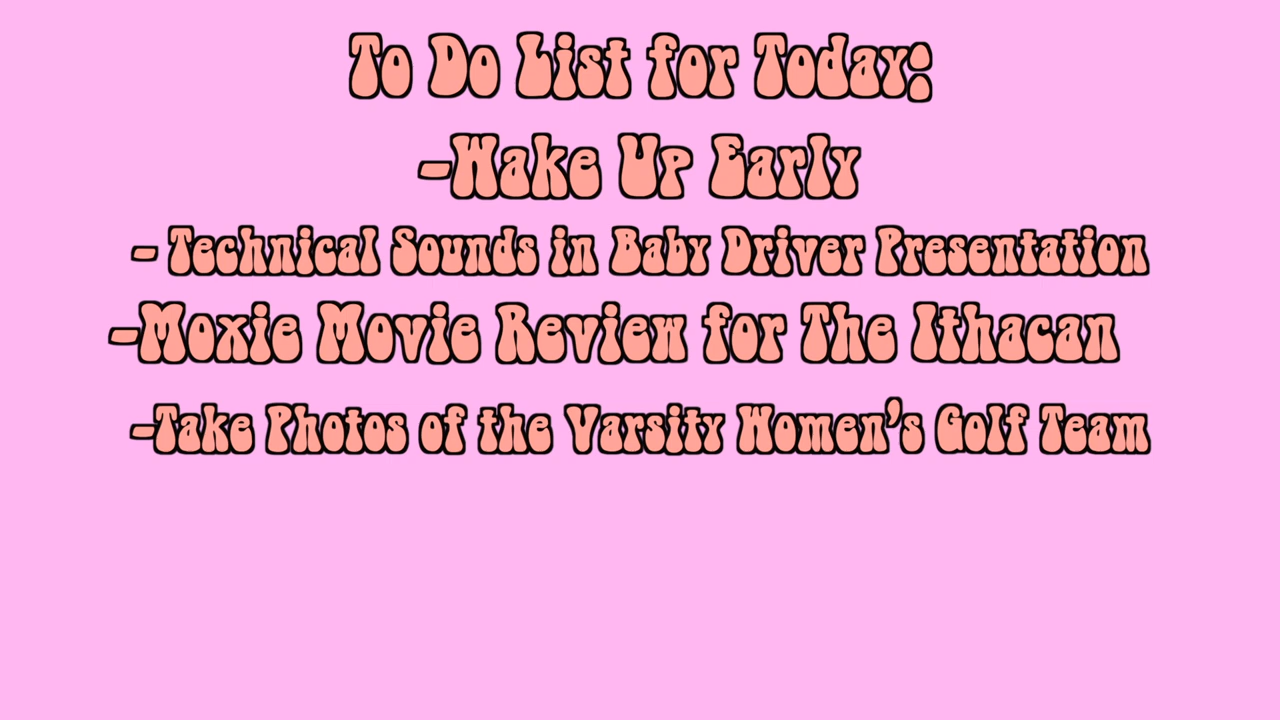 To Do List for Today:
-Wake Up Early
- Technical Sounds in Baby Driver Presentation
-Moxie Movie Review for The Ithacan
-Take Photos of the Varsity Women’s Golf Team